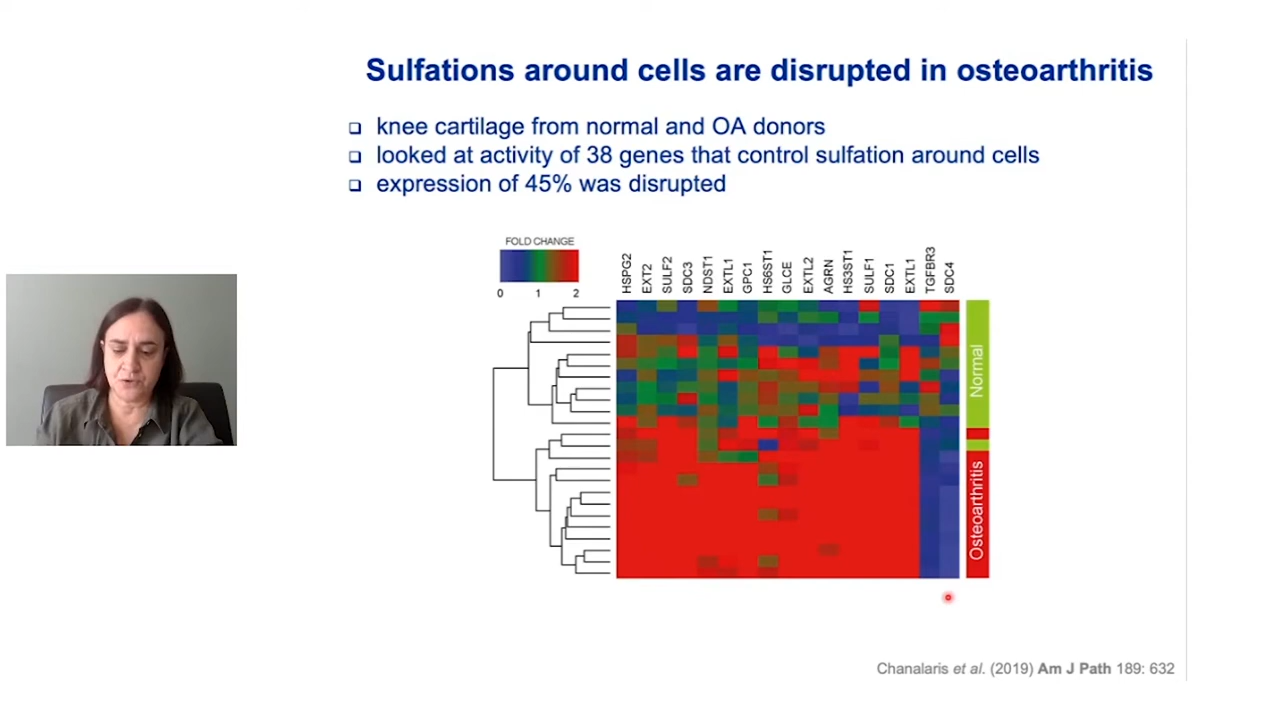 Sulfations around cells are disrupted in osteoarthritis
knee cartilage from normal and OA donors
looked at activity of 38 genes that control sulfation around cells
expression of 45% was disrupted
FOLD CHANGE
0 1 2
HSPG2 EXT2 SULF2 SDC3 NDST1 EXTL1 GPC1 HS6ST1 GLCE EXTL2 AGRN HS3ST1 SULF1 SDC1 EXTL1 TGFBR3 SDC4
Normal
Osteoarthritis
Chanalaris et al. (2019) Am J Path 189: 632